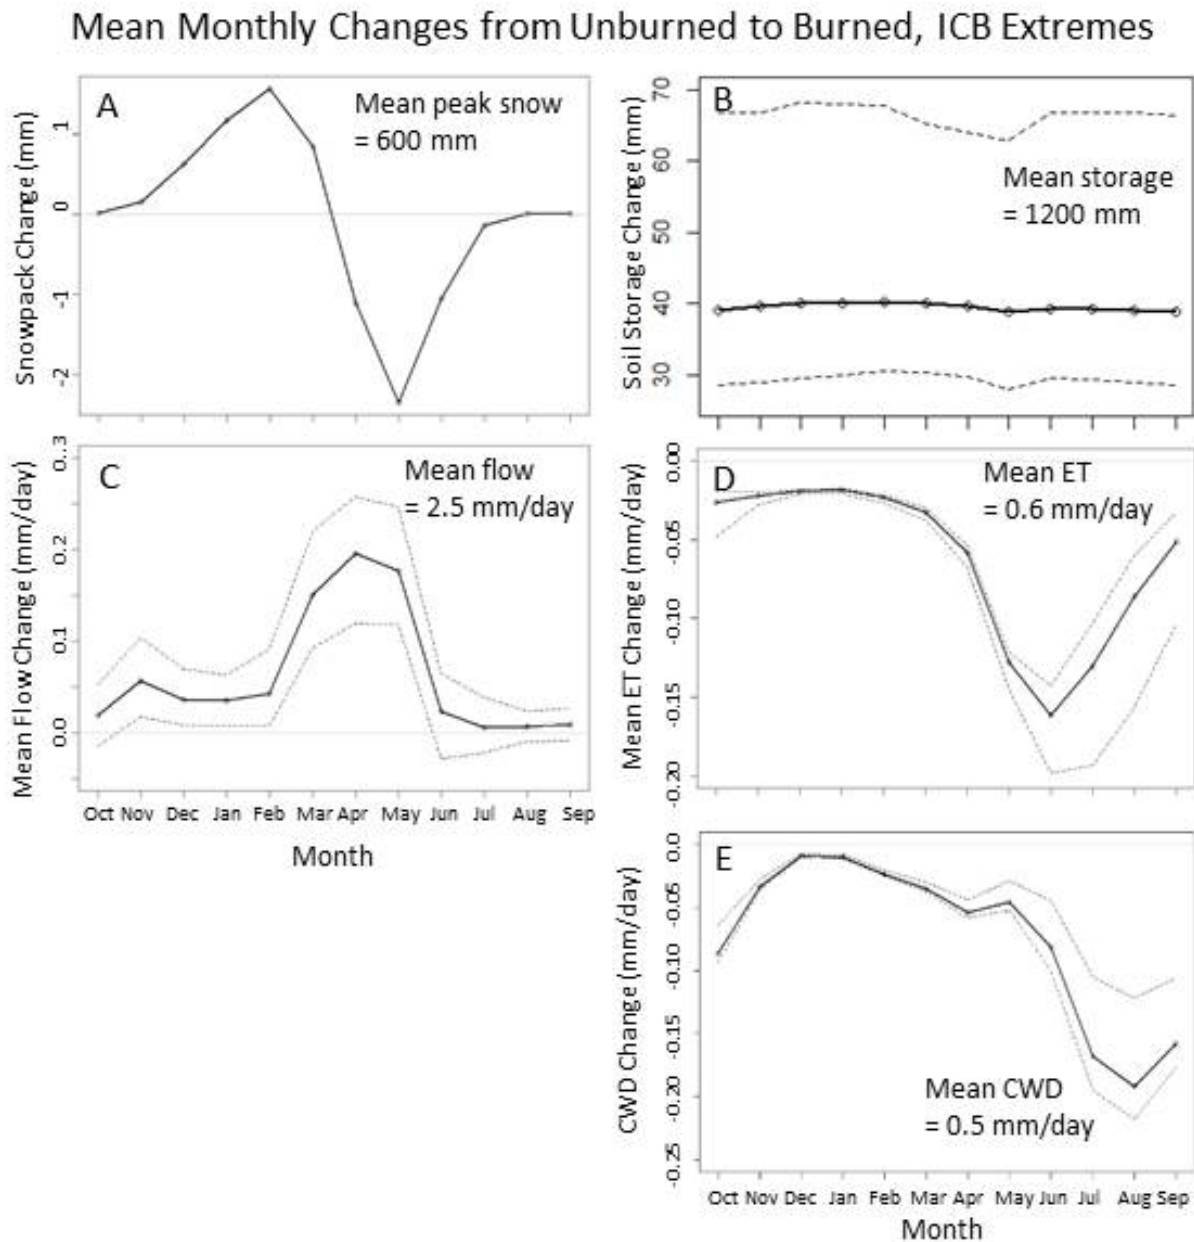 Mean Monthly Changes from Unburned to Burned, ICB Extremes
A
Mean peak snow
= 600 mm
Snowpack Change (mm)
1
0
-1
-2
B
Mean storage
= 1200 mm
Soil Storage Change (mm)
70
60
50
40
30
C
Mean flow
= 2.5 mm/day
Mean Flow Change (mm/day)
0.3
0.2
0.1
0.0
Oct Nov Dec Jan Feb Mar Apr May Jun Jul Aug Sep
Month
D
Mean ET
= 0.6 mm/day
Mean ET Change (mm/day)
0.00
-0.05
-0.10
-0.15
-0.20
E
Mean CWD
= 0.5 mm/day
CWD Change (mm/day)
0.0
-0.05
-0.10
-0.15
-0.20
-0.25
Oct Nov Dec Jan Feb Mar Apr May Jun Jul Aug Sep
Month